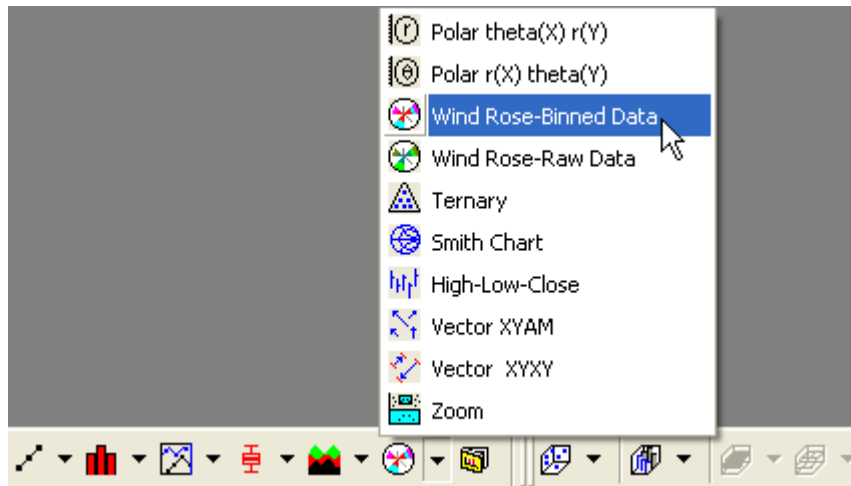 Polar theta(X) r(Y)
Polar r(X) theta(Y)
Wind Rose-Binned Data
Wind Rose-Raw Data
Ternary
Smith Chart
High-Low-Close
Vector XYAM
Vector XYXY
Zoom